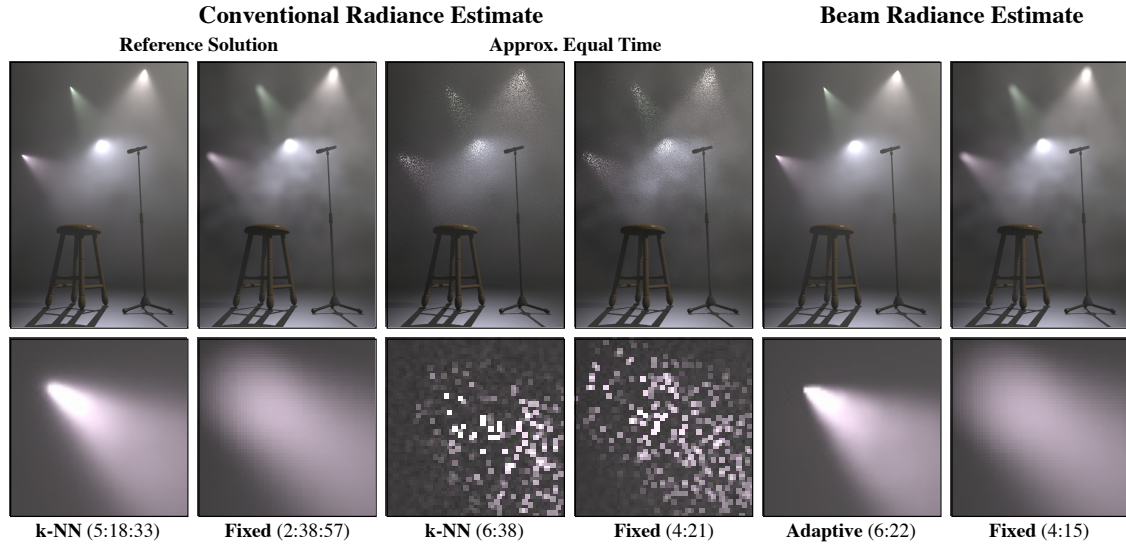 Conventional Radiance Estimate
Beam Radiance Estimate
Reference Solution
Approx. Equal Time
k-NN (5:18:33)
Fixed (2:38:57)
k-NN (6:38)
Fixed (4:21)
Adaptive (6:22)
Fixed (4:15)